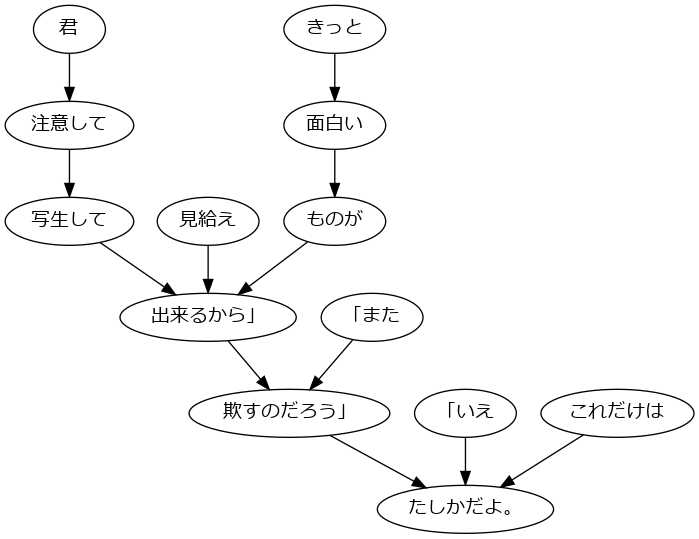 君
きっと
注意して
面白い
写生して
見給え
ものが
出来るから」
「また
欺すのだろう」
「いえ
これだけは
たしかだよ。